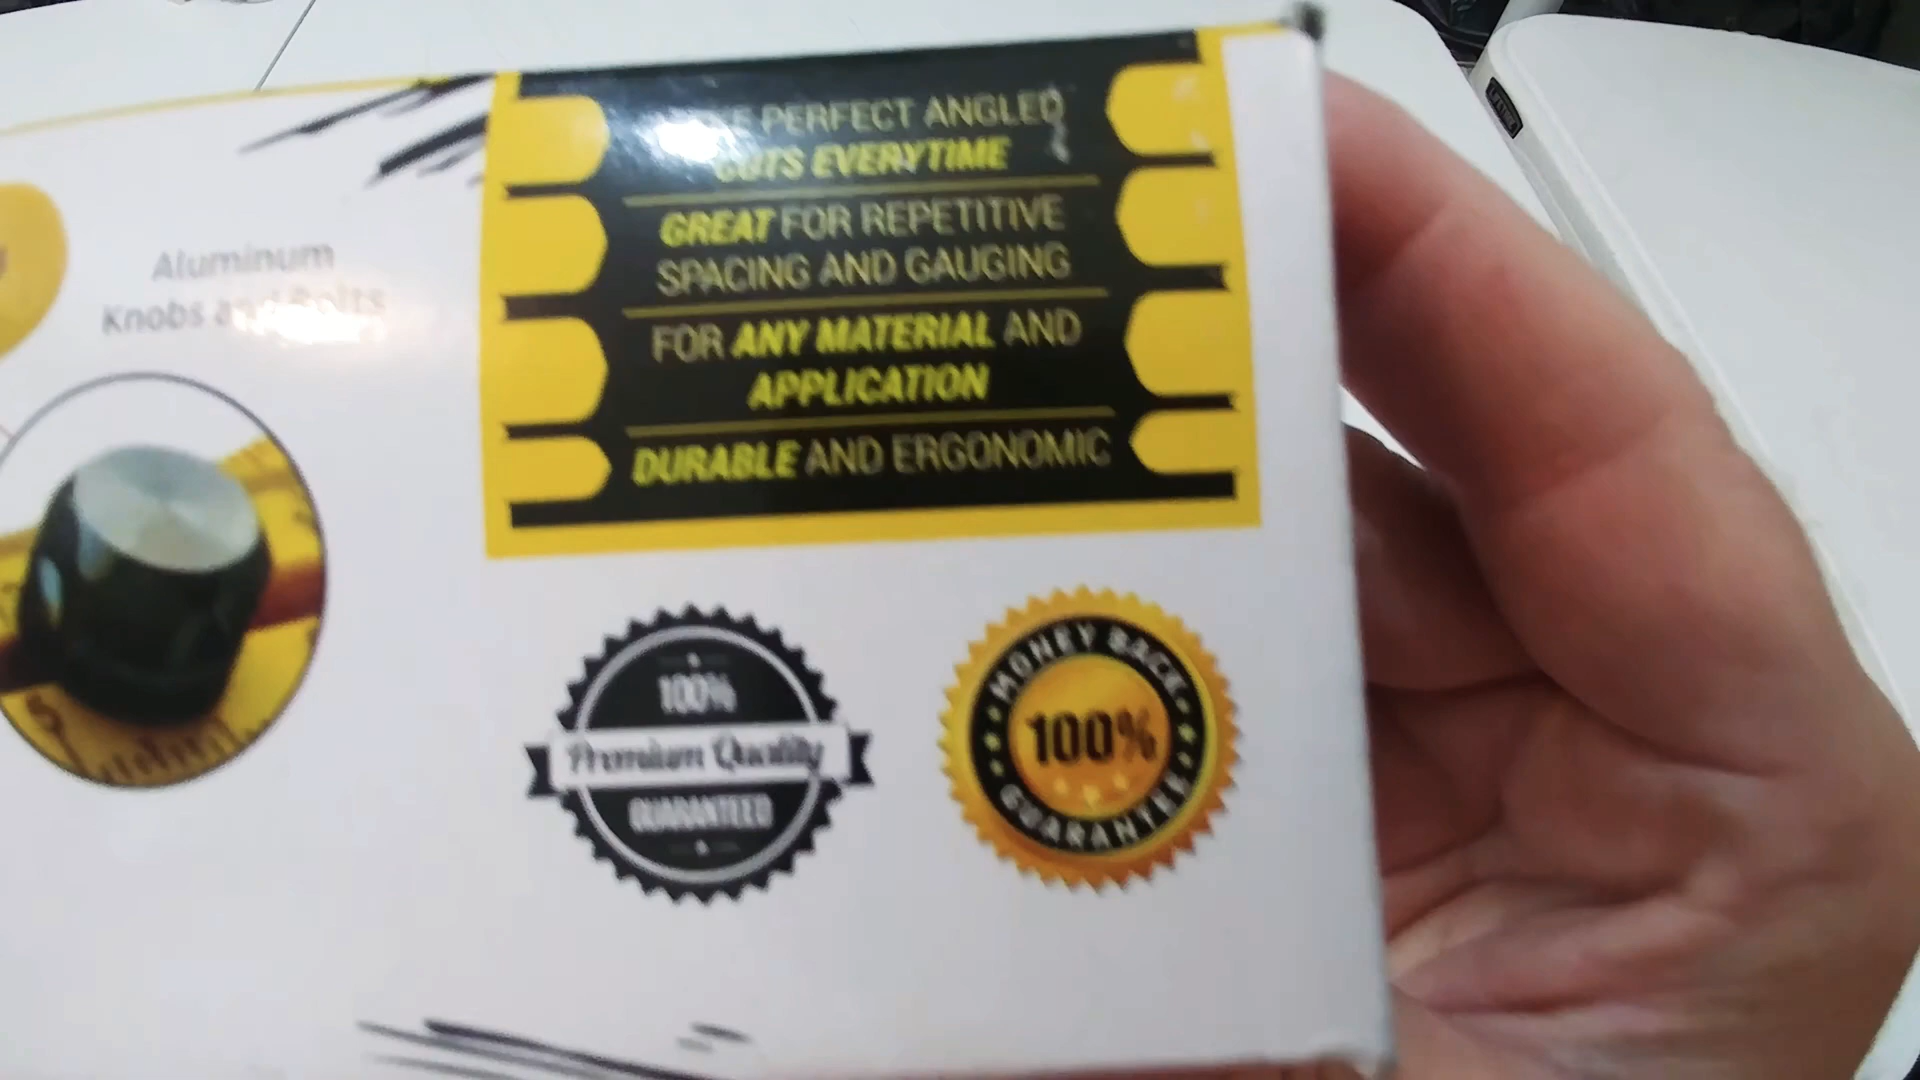 PERFECT ANGLED
CUTS EVERYTIME
GREAT FOR REPETITIVE
SPACING AND GAUGING
FOR ANY MATERIAL AND
APPLICATION
DURABLE AND ERGONOMIC
Aluminum
Knobs and Bolts
100%
Premium Quality
GUARANTEED
MONEY BACK
100%
GUARANTEE
5